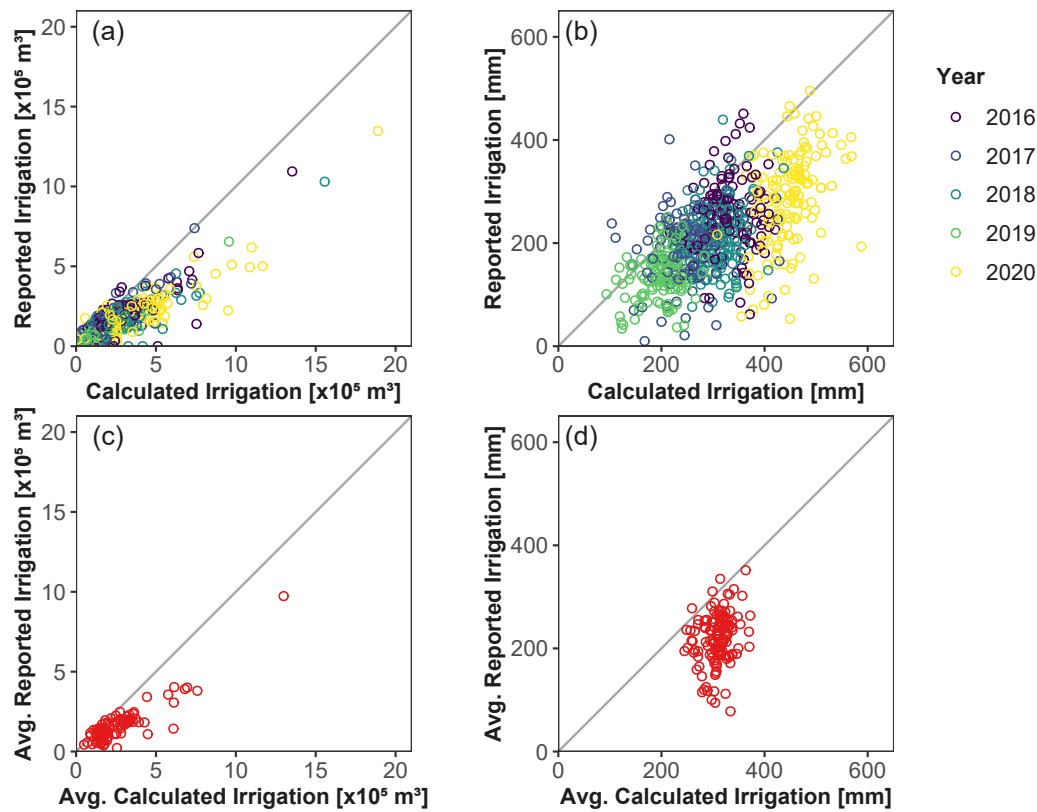 (a)
Reported Irrigation [x10⁵ m³]
20
15
10
5
0
0 5 10 15 20
Calculated Irrigation [x10⁵ m³]
(b)
Reported Irrigation [mm]
600
400
200
0
0 200 400 600
Calculated Irrigation [mm]
Year
2016
2017
2018
2019
2020
(c)
Avg. Reported Irrigation [x10⁵ m³]
20
15
10
5
0
0 5 10 15 20
Avg. Calculated Irrigation [x10⁵ m³]
(d)
Avg. Reported Irrigation [mm]
600
400
200
0
0 200 400 600
Avg. Calculated Irrigation [mm]